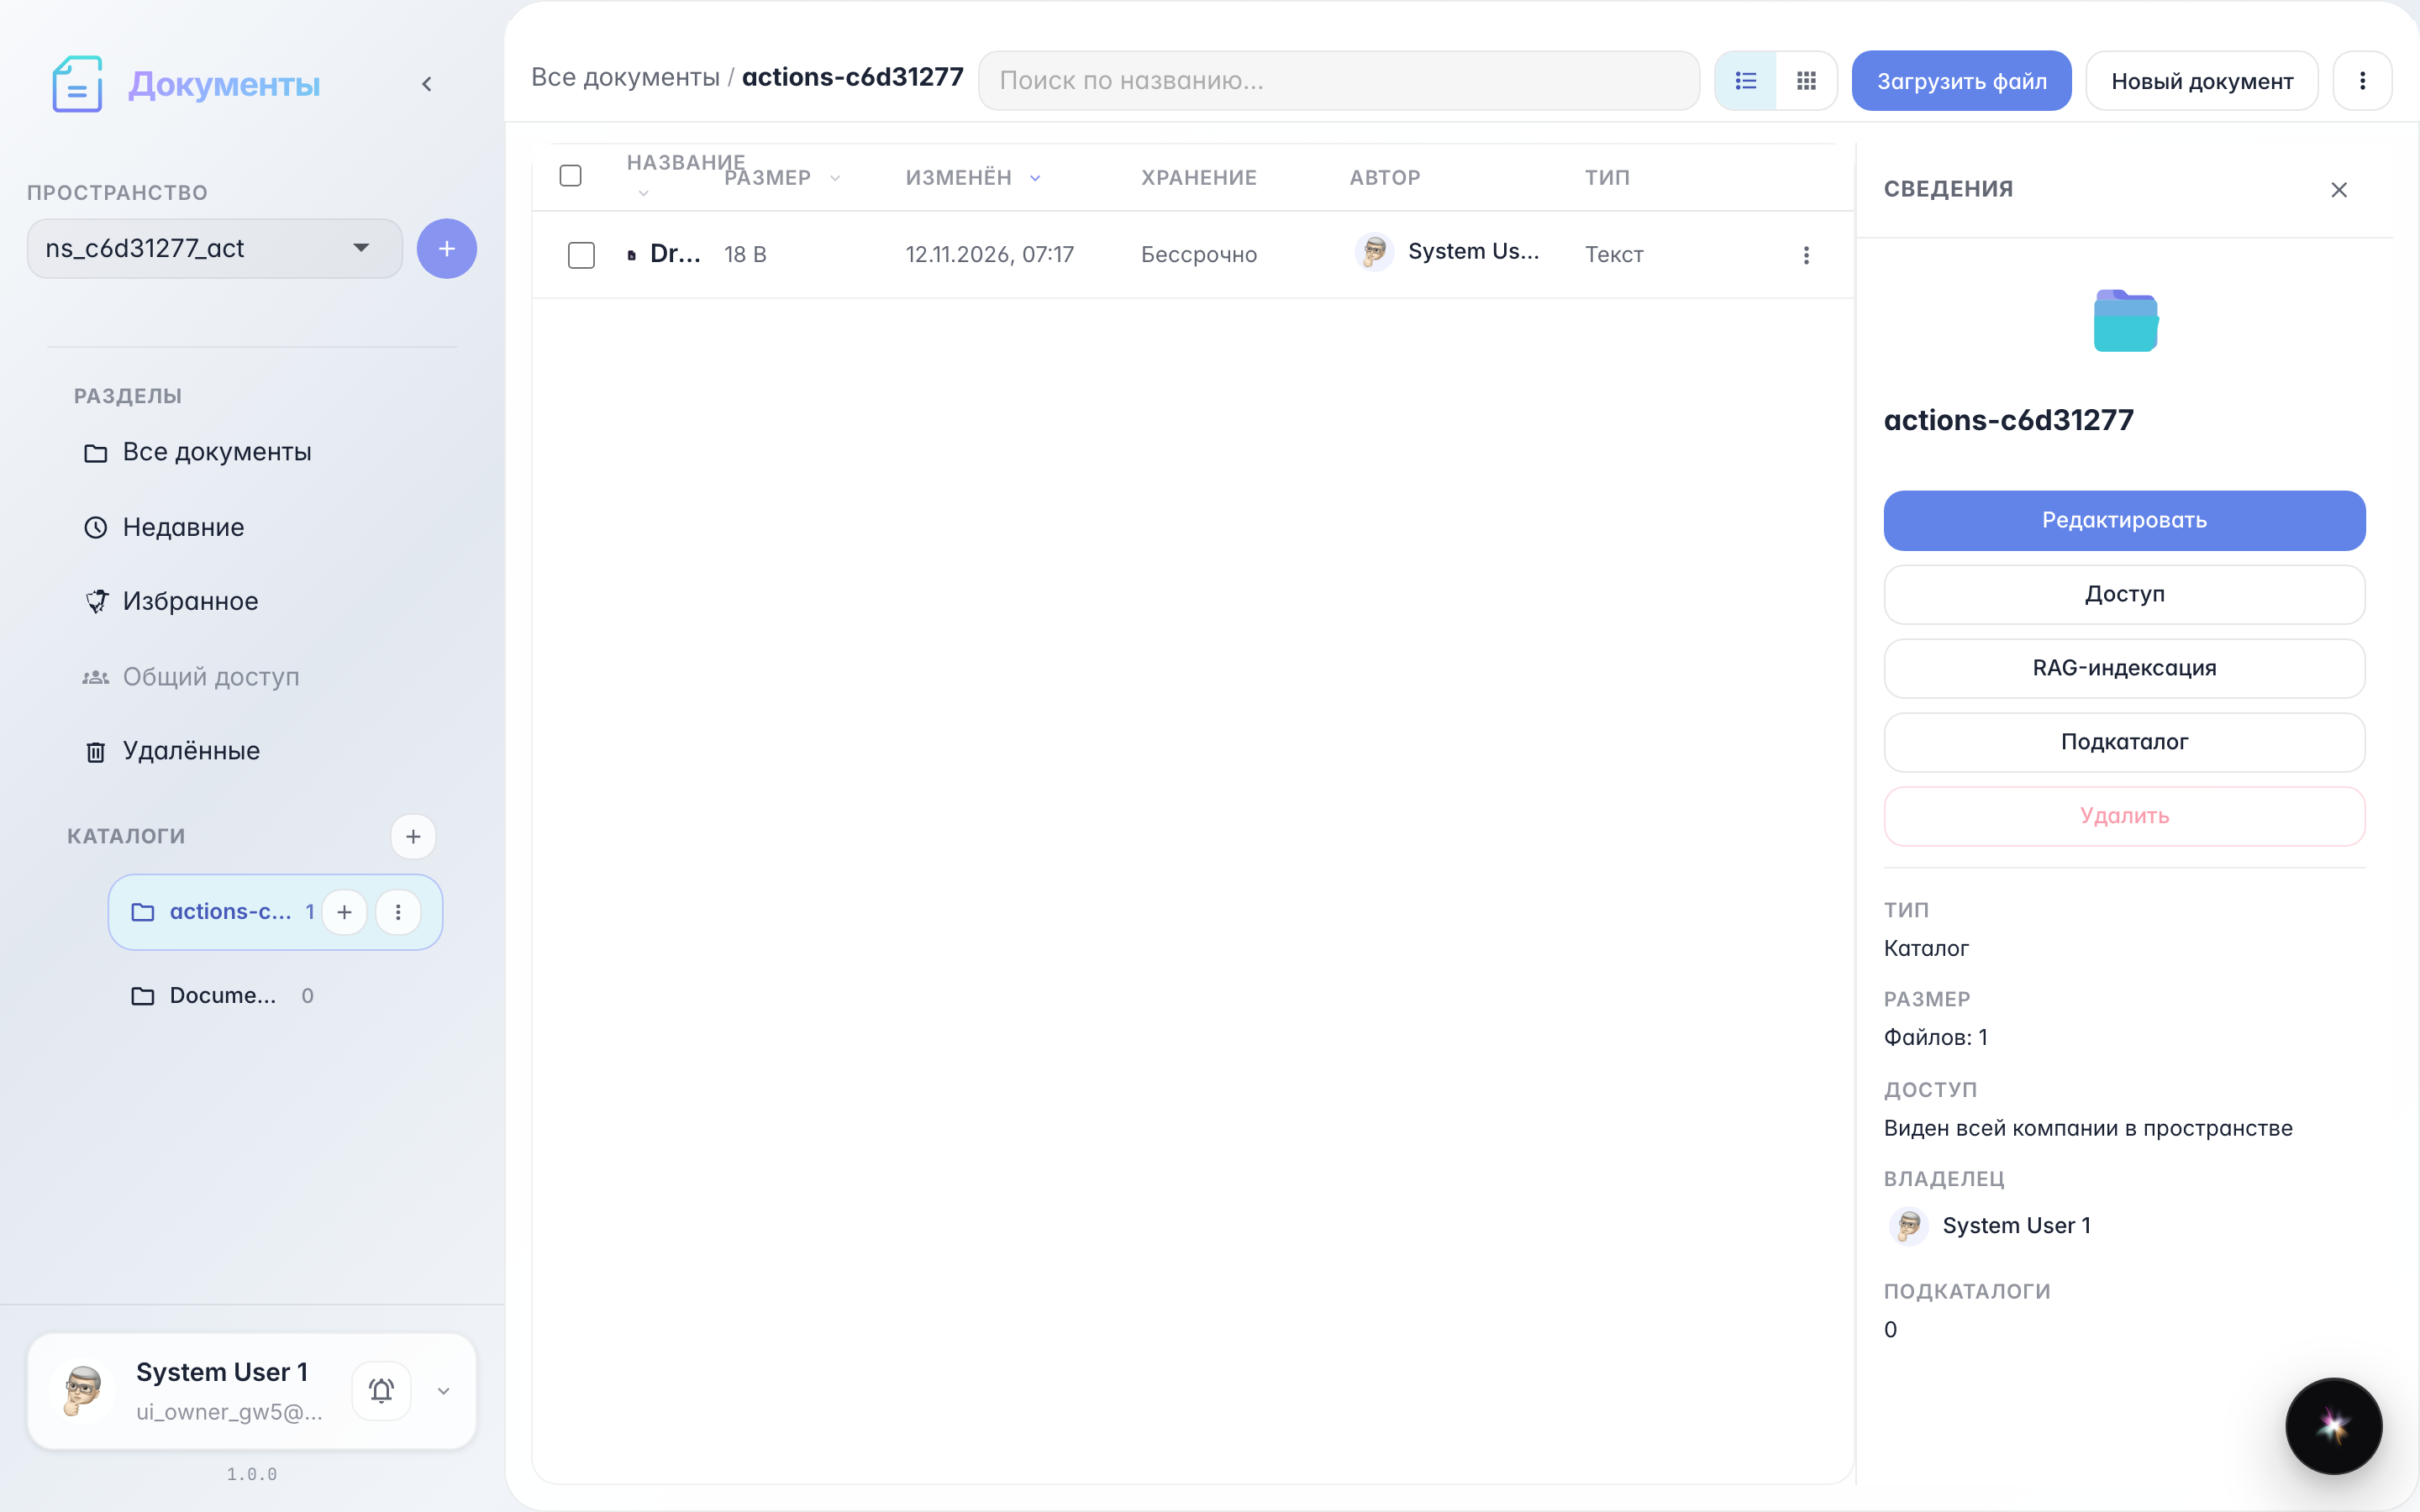 Документы
ПРОСТРАНСТВО
ns_c6d31277_act
РАЗДЕЛЫ
Все документы
Недавние
Избранное
Общий доступ
Удалённые
КАТАЛОГИ
actions-c... 1
Docume... 0
System User 1
ui_owner_gw5@...
1.0.0
Все документы / actions-c6d31277
Поиск по названию...
Загрузить файл
Новый документ
НАЗВАНИЕ РАЗМЕР ИЗМЕНЁН ХРАНЕНИЕ АВТОР ТИП
Dr... 18 B 12.11.2026, 07:17 Бессрочно System Us... Текст
СВЕДЕНИЯ
actions-c6d31277
Редактировать
Доступ
RAG-индексация
Подкаталог
Удалить
ТИП
Каталог
РАЗМЕР
Файлов: 1
ДОСТУП
Виден всей компании в пространстве
ВЛАДЕЛЕЦ
System User 1
ПОДКАТАЛОГИ
0